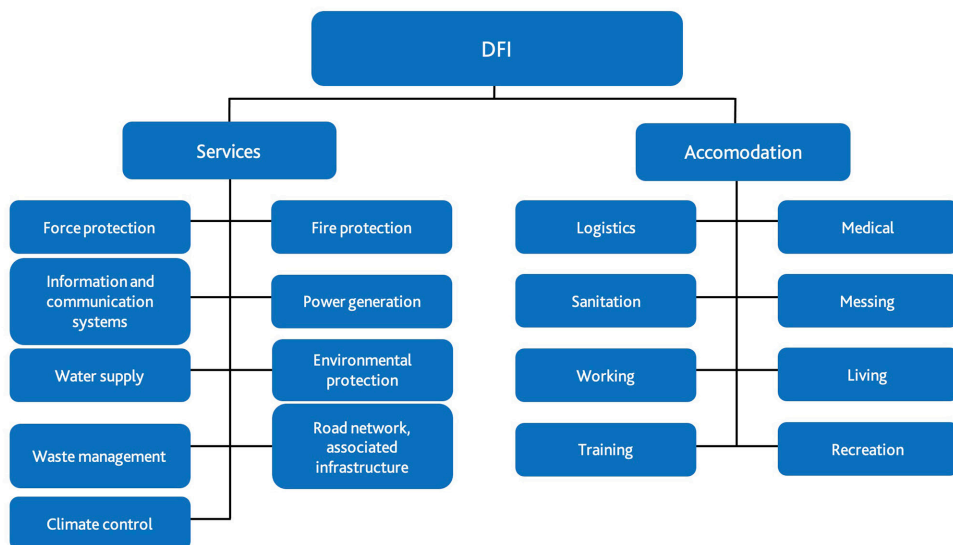 DFI
Services
Accomodation
Force protection
Fire protection
Logistics
Medical
Information and
communication
systems
Power generation
Sanitation
Messing
Water supply
Environmental
protection
Working
Living
Waste management
Road network,
associated
infrastructure
Training
Recreation
Climate control